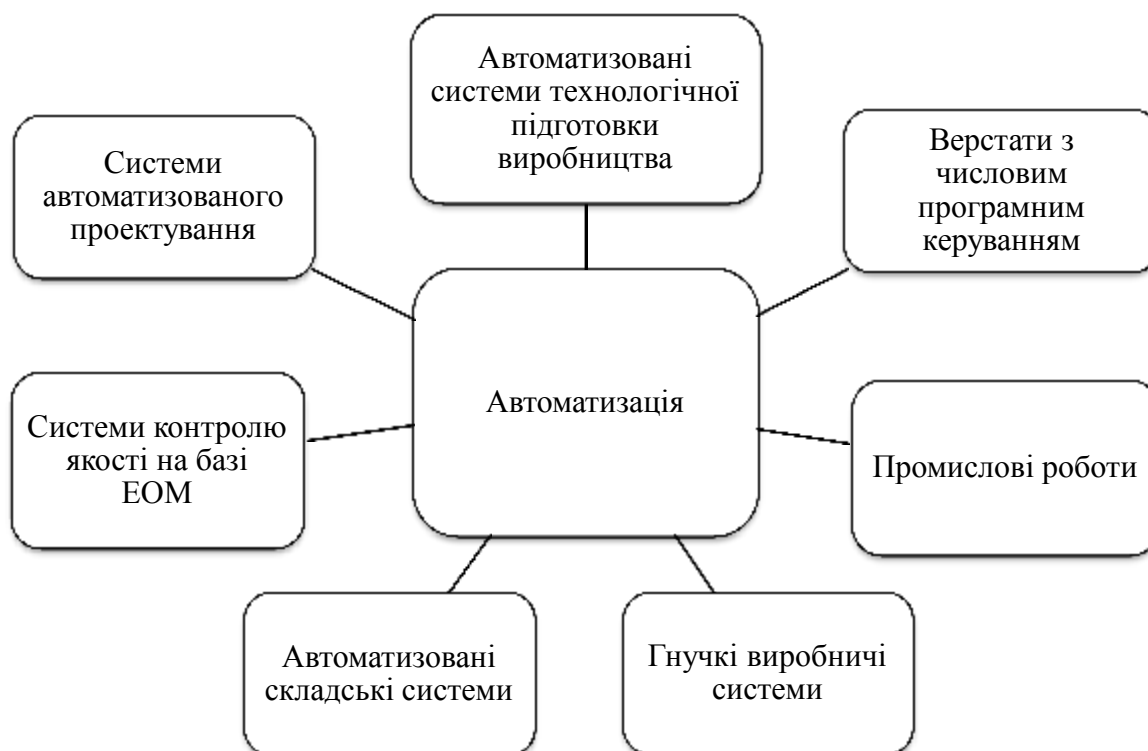 Автоматизовані
системи технологічної
підготовки
виробництва
Системи
автоматизованого
проектування
Верстати з
числовим
програмним
керуванням
Автоматизація
Системи контролю
якості на базі
ЕОМ
Промислові роботи
Автоматизовані
складські системи
Гнучкі виробничі
системи